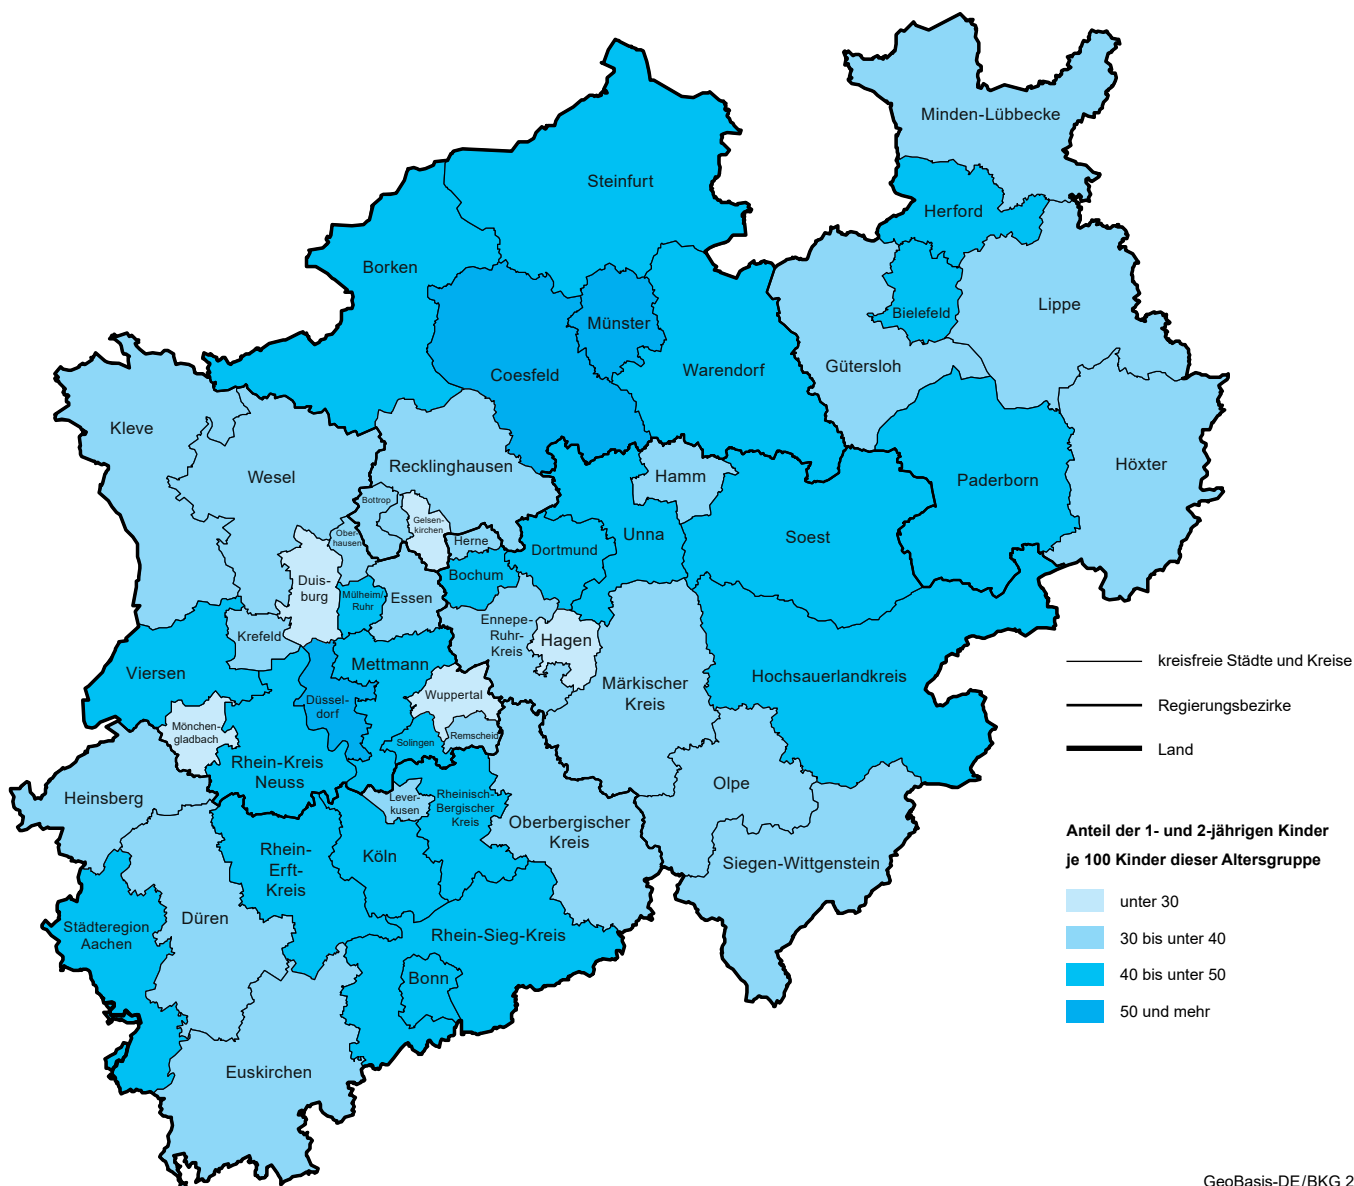 Minden-Lübbecke
Steinfurt
Herford
Borken
Lippe
Bielefeld
Münster
Coesfeld
Warendorf
Gütersloh
Kleve
Recklinghausen
Wesel
Höxter
Hamm
Paderborn
Bottrop
Gelsen-
kirchen
Ober-
hausen
Herne
Dortmund
Unna
Soest
Bochum
Duis-
burg
Mülheim/
Ruhr
Essen
Ennepe-
Ruhr-
Kreis
Hagen
Krefeld
Viersen
Mettmann
Wuppertal
Märkischer
Kreis
Hochsauerlandkreis
Düssel-
dorf
Mönchen-
gladbach
Solingen
Remscheid
Rhein-Kreis
Neuss
Heinsberg
Lever-
kusen
Rheinisch-
Bergischer
Kreis
Olpe
Oberbergischer
Kreis
Rhein-
Erft-
Kreis
Köln
Siegen-Wittgenstein
Düren
Städteregion
Aachen
Rhein-Sieg-Kreis
Bonn
Euskirchen
kreisfreie Städte und Kreise
Regierungsbezirke
Land
Anteil der 1- und 2-jährigen Kinder
je 100 Kinder dieser Altersgruppe
unter 30
30 bis unter 40
40 bis unter 50
50 und mehr
GeoBasis-DE/BKG 2